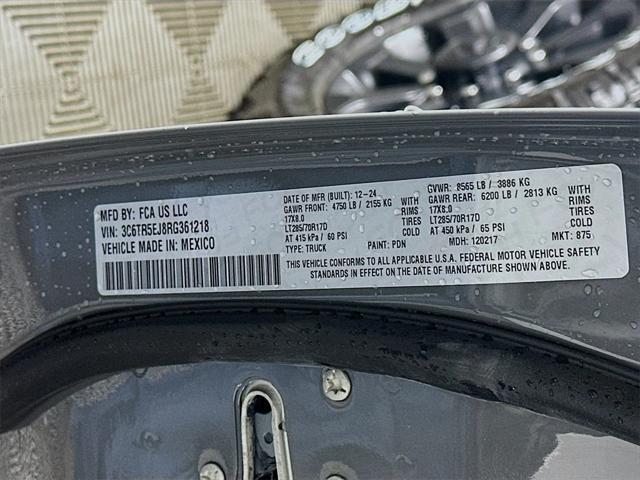 MFD BY: FCA US LLC
VIN: 3C6TR5EJ8RG361218
VEHICLE MADE IN: MEXICO
DATE OF MFR (BUILT): 12-24
GAWR FRONT: 4750 LB / 2155 KG WITH
17X8.0 RIMS
LT285/70R17D TIRES
AT 415 kPa / 60 PSI COLD
TYPE: TRUCK PAINT: PDN
GVWR: 8565 LB / 3886 KG
GAWR REAR: 6200 LB / 2813 KG WITH
17X8.0 RIMS
LT285/70R17D TIRES
AT 450 kPa / 65 PSI COLD
MDH: 120217 MKT: 875
THIS VEHICLE CONFORMS TO ALL APPLICABLE U.S.A. FEDERAL MOTOR VEHICLE SAFETY
STANDARDS IN EFFECT ON THE DATE OF MANUFACTURE SHOWN ABOVE.